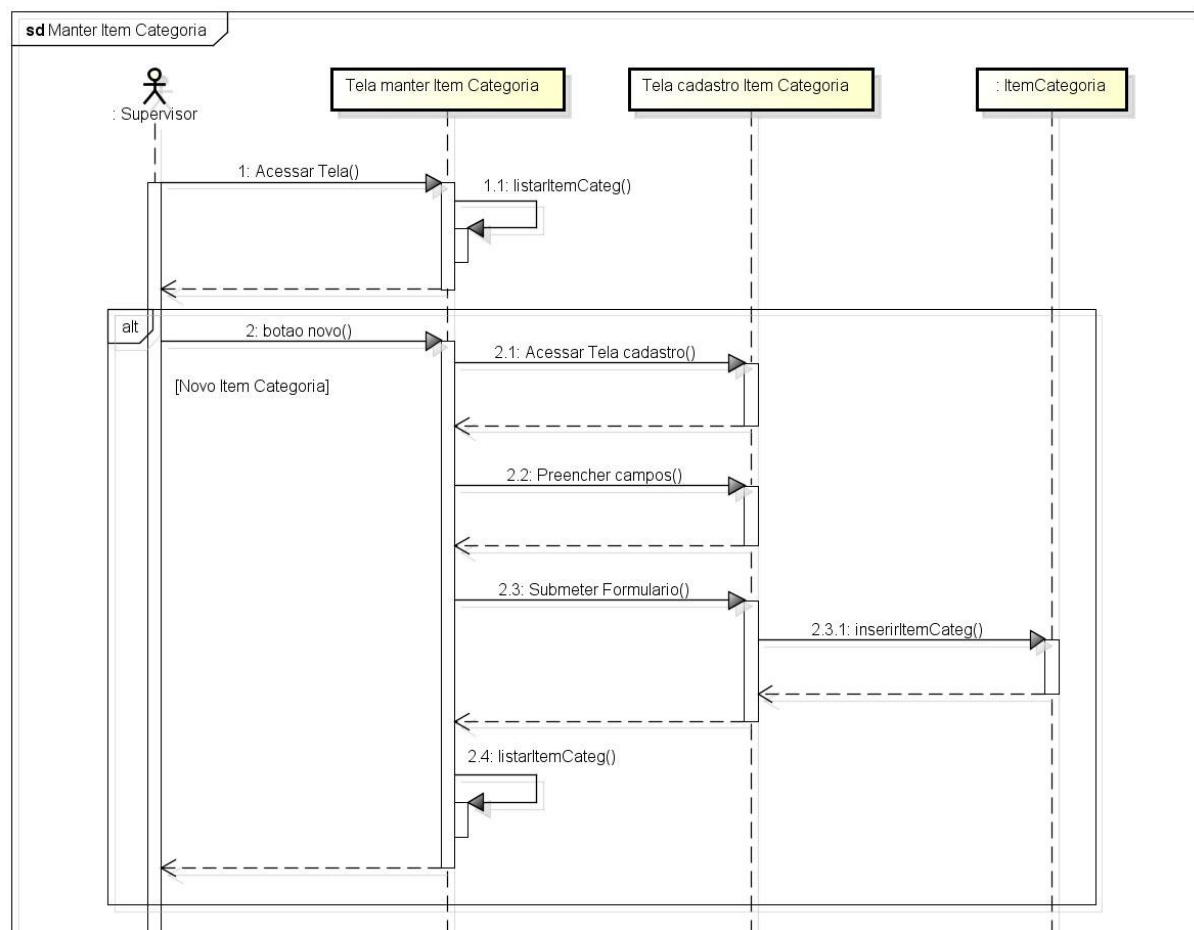 sd Manter Item Categoria
: Supervisor
Tela manter Item Categoria
Tela cadastro Item Categoria
: ItemCategoria
1: Acessar Tela()
1.1: listarItemCateg()
alt
2: botao novo()
2.1: Acessar Tela cadastro()
[Novo Item Categoria]
2.2: Preencher campos()
2.3: Submeter Formulario()
2.3.1: inserirItemCateg()
2.4: listarItemCateg()